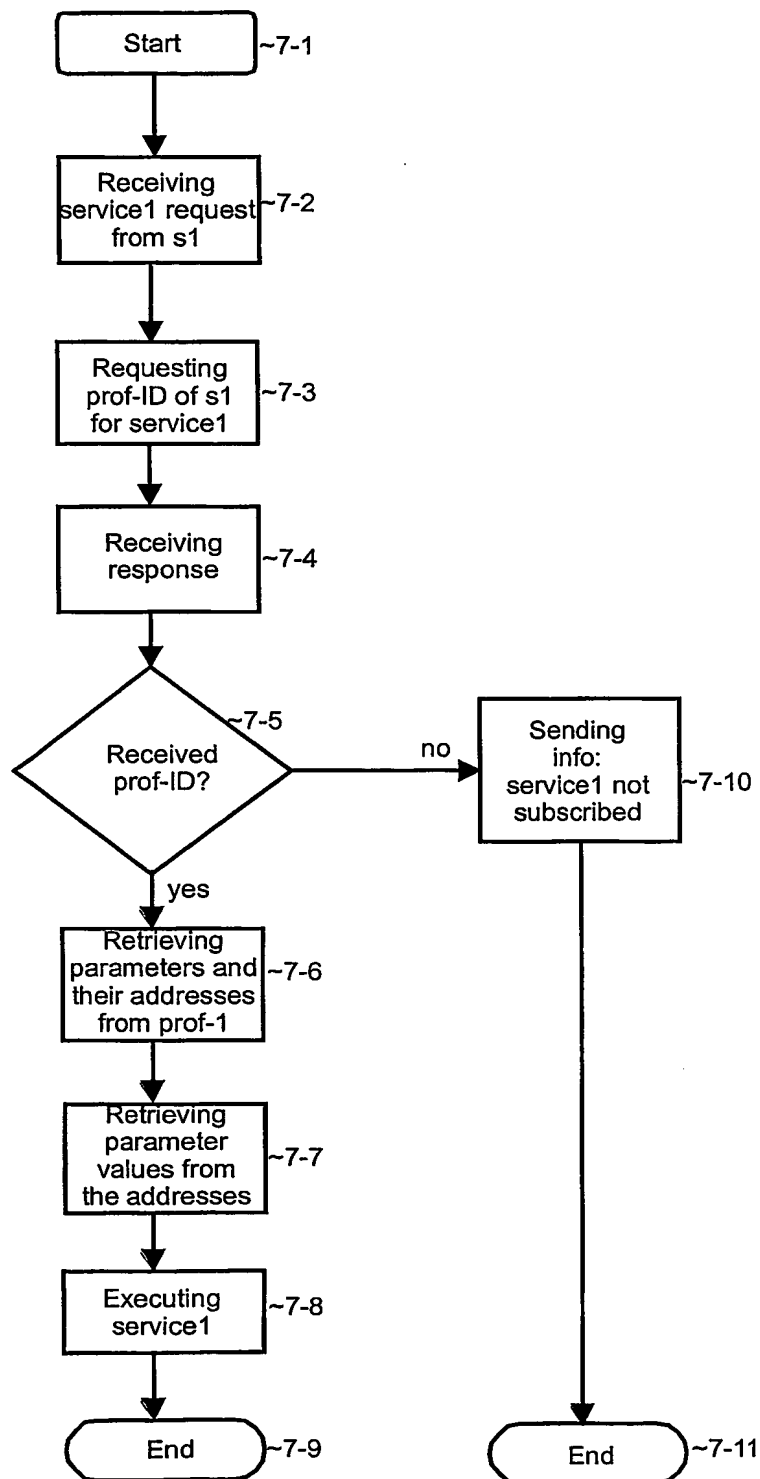 Start
~7-1
Receiving
service1 request
from s1
~7-2
Requesting
prof-ID of s1
for service1
~7-3
Receiving
response
~7-4
Received
prof-ID?
~7-5
no
Sending
info:
service1 not
subscribed
~7-10
yes
Retrieving
parameters and
their addresses
from prof-1
~7-6
Retrieving
parameter
values from
the addresses
~7-7
Executing
service1
~7-8
End
~7-9
End
~7-11